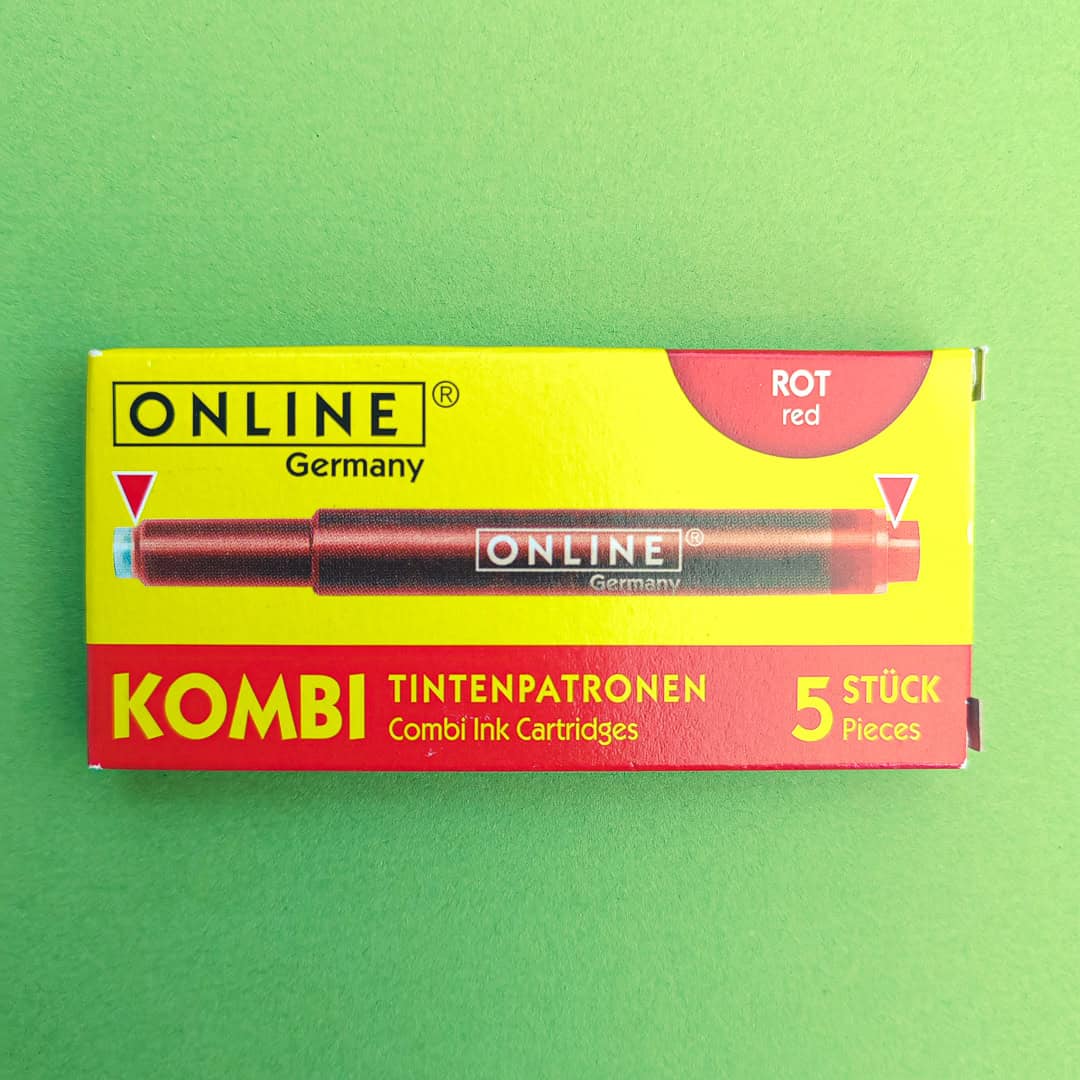 ONLINE®
Germany
ROT
red
ONLINE®
Germany
KOMBI TINTENPATRONEN
Combi Ink Cartridges
5 STÜCK
Pieces